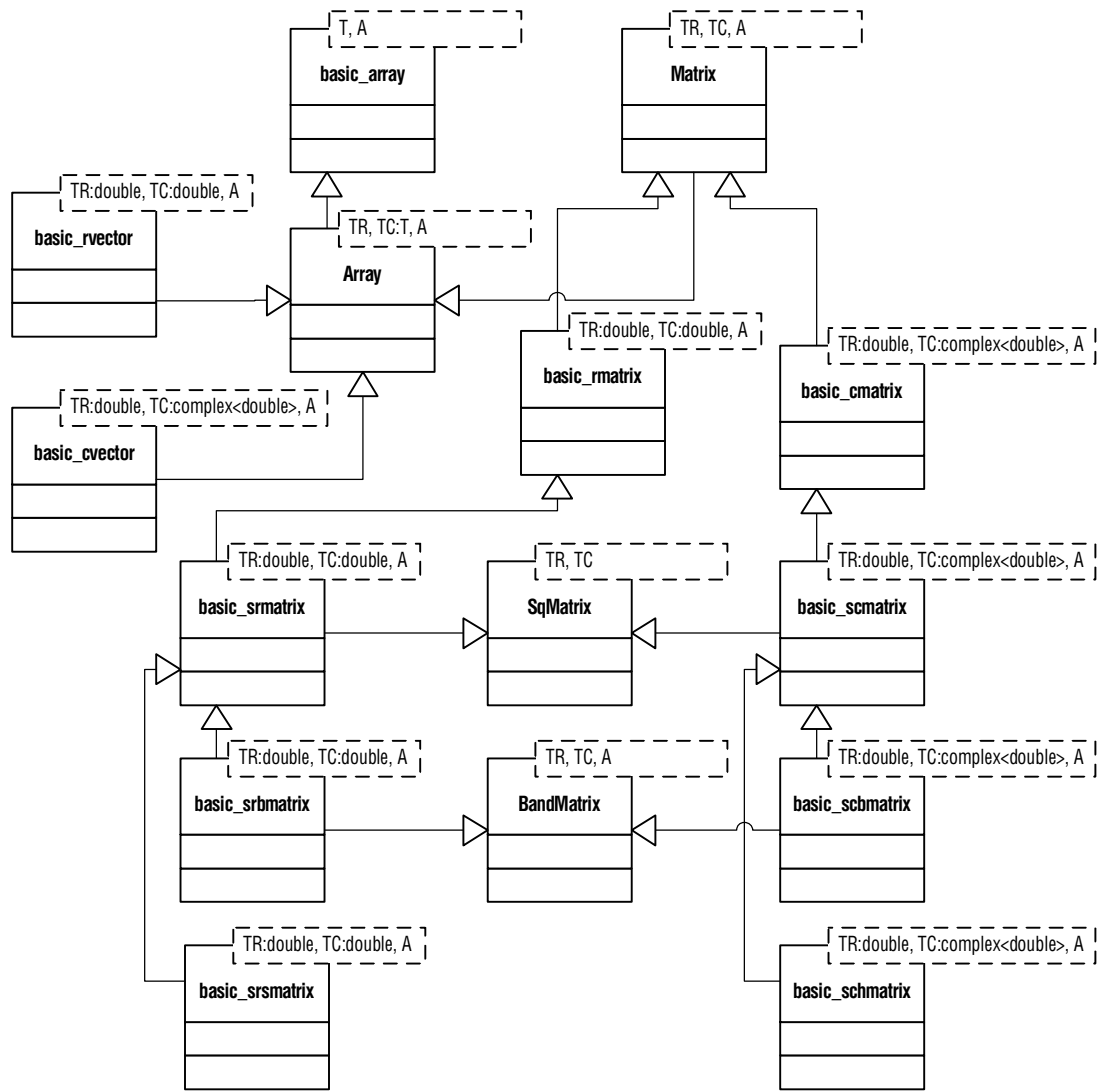 T, A
basic_array
TR, TC, A
Matrix
TR:double, TC:double, A
basic_rvector
TR, TC:T, A
Array
TR:double, TC:double, A
basic_rmatrix
TR:double, TC:complex<double>, A
basic_cmatrix
TR:double, TC:complex<double>, A
basic_cvector
TR:double, TC:double, A
basic_srmatrix
TR, TC
SqMatrix
TR:double, TC:complex<double>, A
basic_scmatrix
TR:double, TC:double, A
basic_srbmatrix
TR, TC, A
BandMatrix
TR:double, TC:complex<double>, A
basic_scbmatrix
TR:double, TC:double, A
basic_srsmatrix
TR:double, TC:complex<double>, A
basic_schmatrix